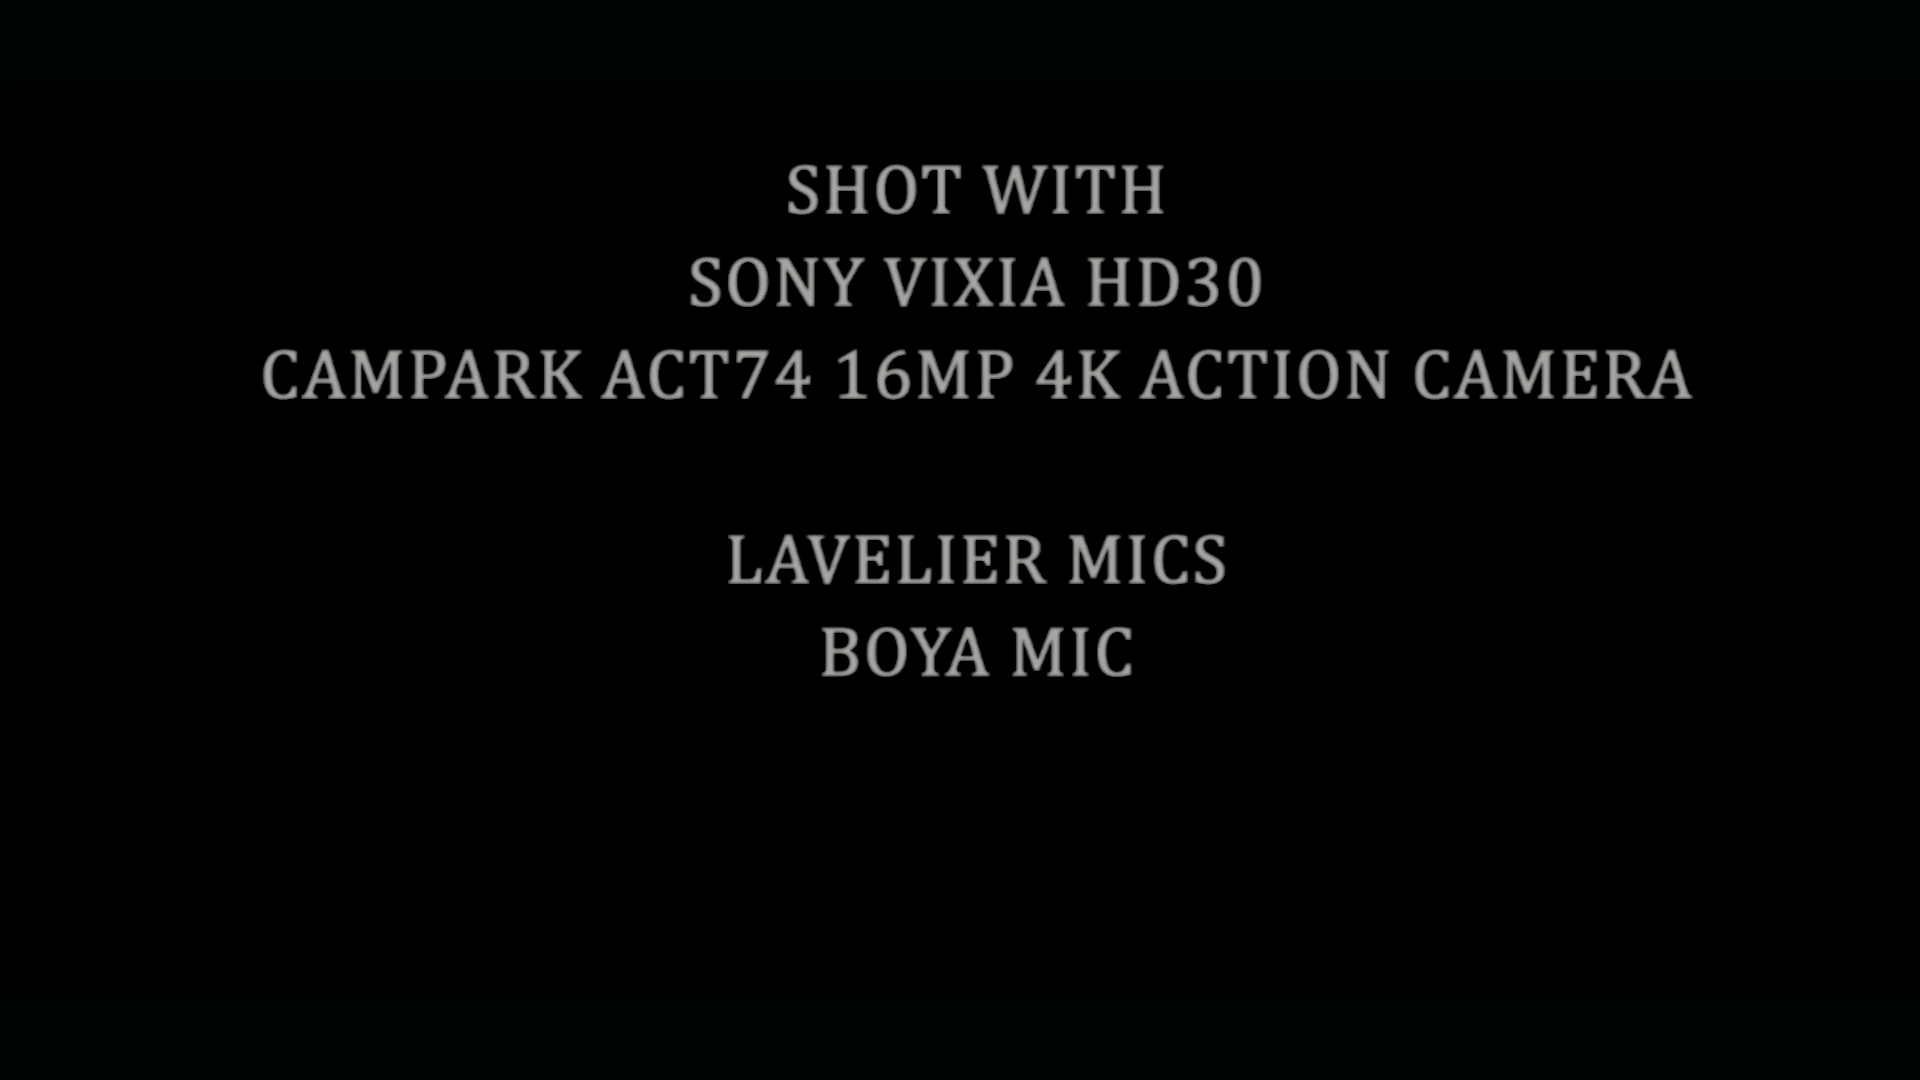 SHOT WITH
SONY VIXIA HD30
CAMPARK ACT74 16MP 4K ACTION CAMERA
LAVELIER MICS
BOYA MIC